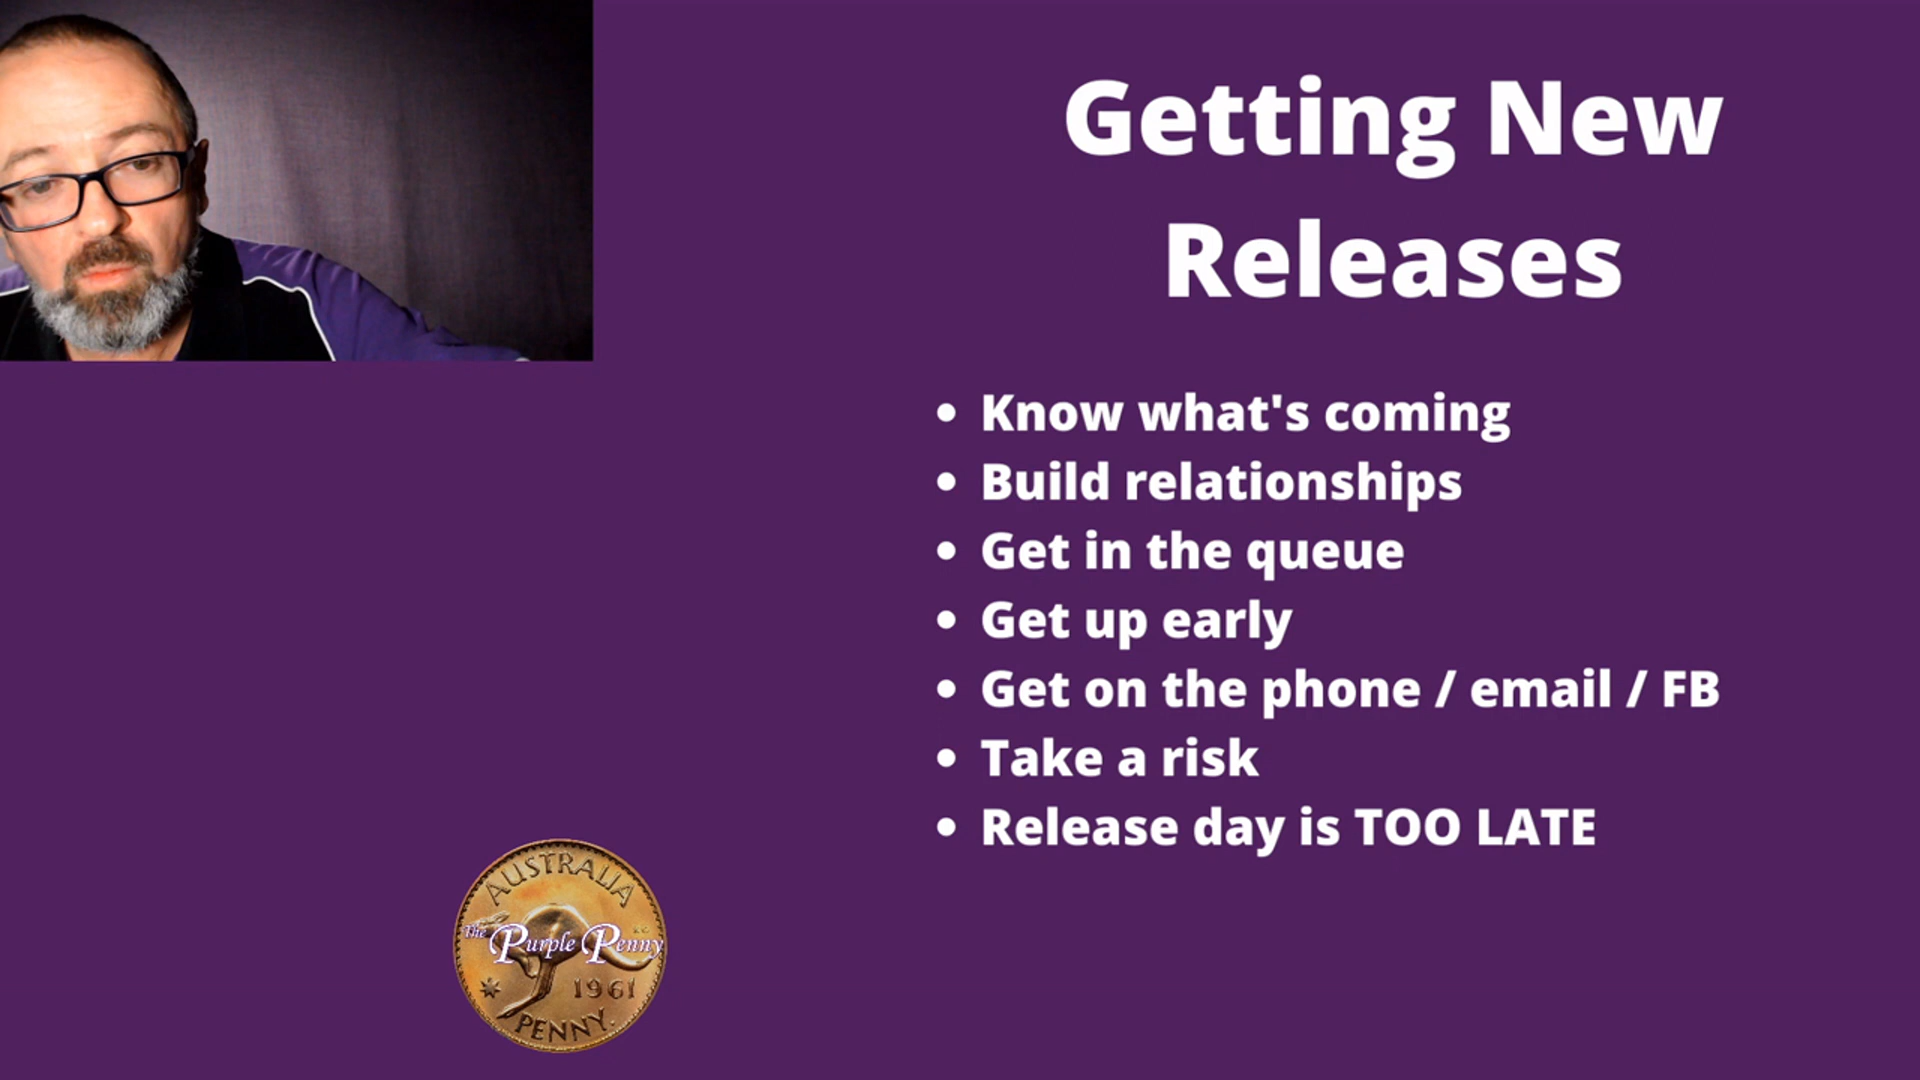 Getting New
Releases
• Know what's coming
• Build relationships
• Get in the queue
• Get up early
• Get on the phone / email / FB
• Take a risk
• Release day is TOO LATE
AUSTRALIA
The Purple Penny
1961
PENNY.